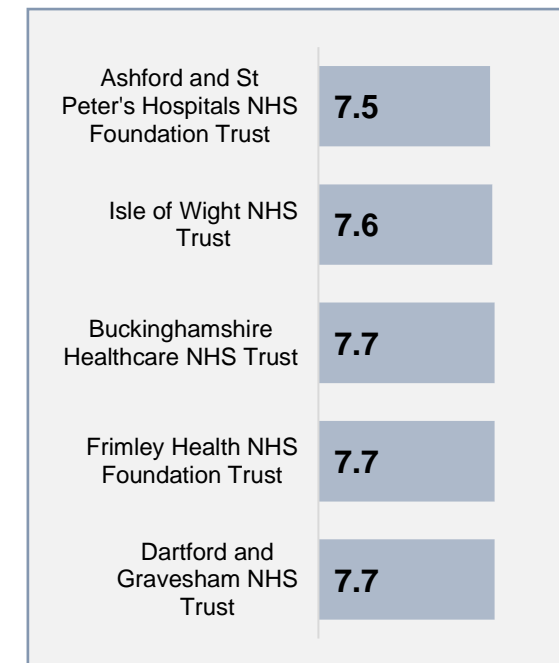 Ashford and St
Peter's Hospitals NHS
Foundation Trust
7.5
Isle of Wight NHS
Trust
7.6
Buckinghamshire
Healthcare NHS Trust
7.7
Frimley Health NHS
Foundation Trust
7.7
Dartford and
Gravesham NHS
Trust
7.7